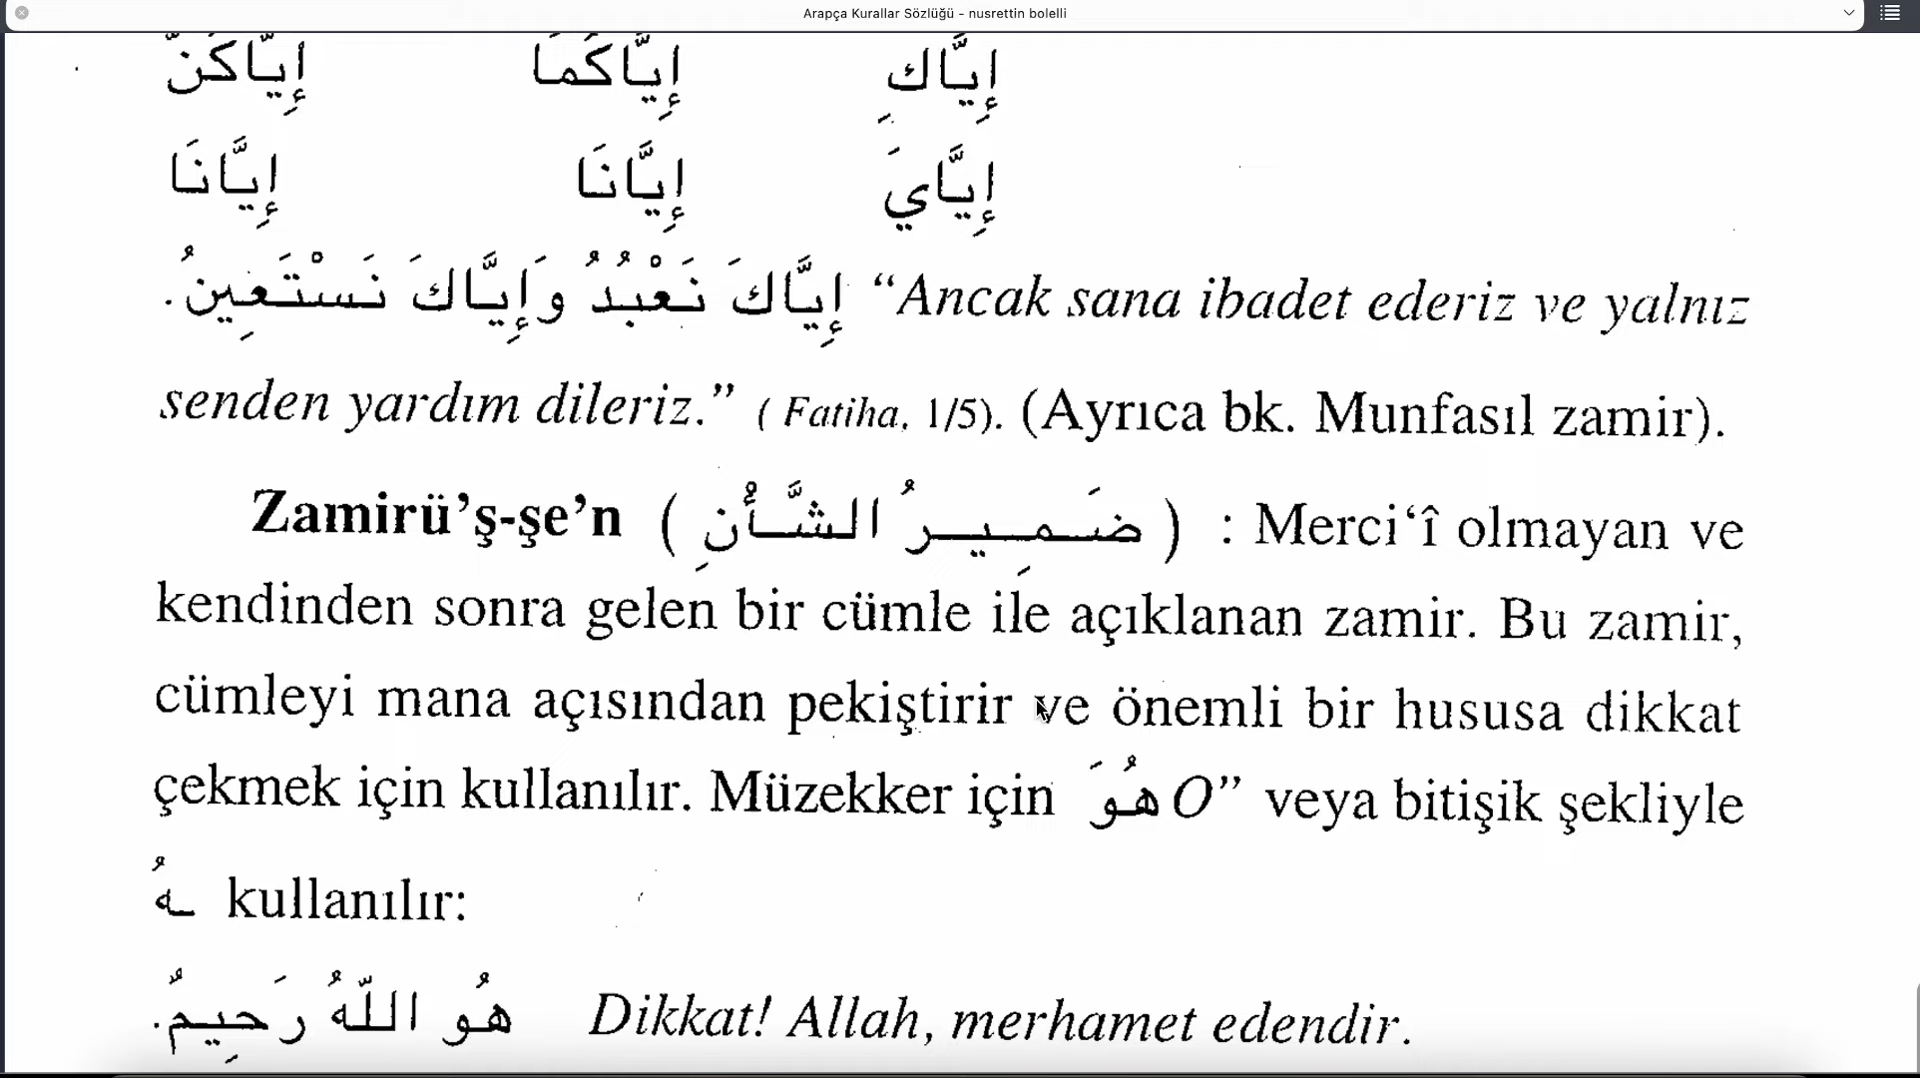 Arapça Kurallar Sözlüğü - nusrettin bolelli
إِيَّاكِ إِيَّاكُمَا إِيَّاكُنَّ
إِيَّايَ إِيَّانَا إِيَّانَا
إِيَّاكَ نَعْبُدُ وَإِيَّاكَ نَسْتَعِينُ. “Ancak sana ibadet ederiz ve yalnız
senden yardım dileriz.” ( Fatiha, 1/5). (Ayrıca bk. Munfasıl zamir).
Zamirü’ş-şe’n ( ضَمِيرُ الشَّأْنِ ) : Merci‘î olmayan ve
kendinden sonra gelen bir cümle ile açıklanan zamir. Bu zamir,
cümleyi mana açısından pekiştirir ve önemli bir hususa dikkat
çekmek için kullanılır. Müzekker için هُوَ O” veya bitişik şekliyle
ـهُ kullanılır:
هُو اللّهُ رَحِيمٌ. Dikkat! Allah, merhamet edendir.